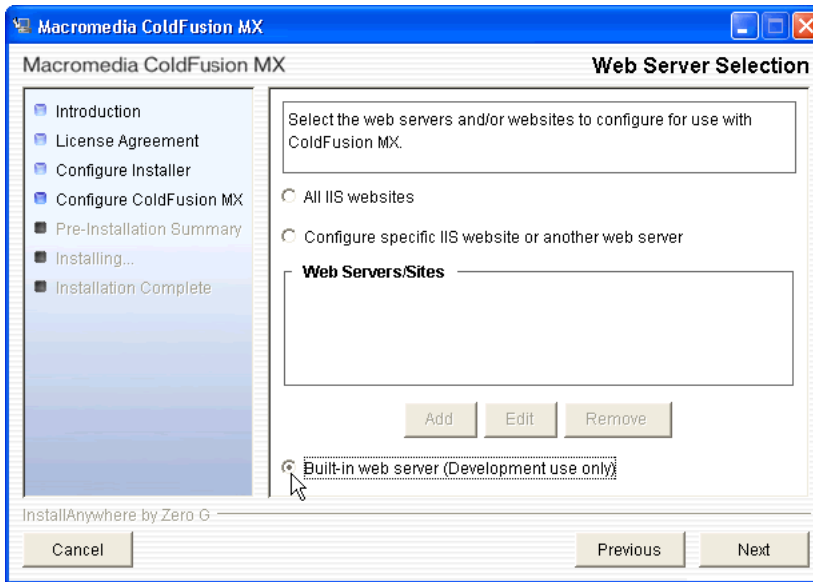 Macromedia ColdFusion MX
Macromedia ColdFusion MX
Web Server Selection
Introduction
License Agreement
Configure Installer
Configure ColdFusion MX
Pre-Installation Summary
Installing...
Installation Complete
Select the web servers and/or websites to configure for use with
ColdFusion MX.
All IIS websites
Configure specific IIS website or another web server
Web Servers/Sites
Add
Edit
Remove
Built-in web server (Development use only)
InstallAnywhere by Zero G
Cancel
Previous
Next